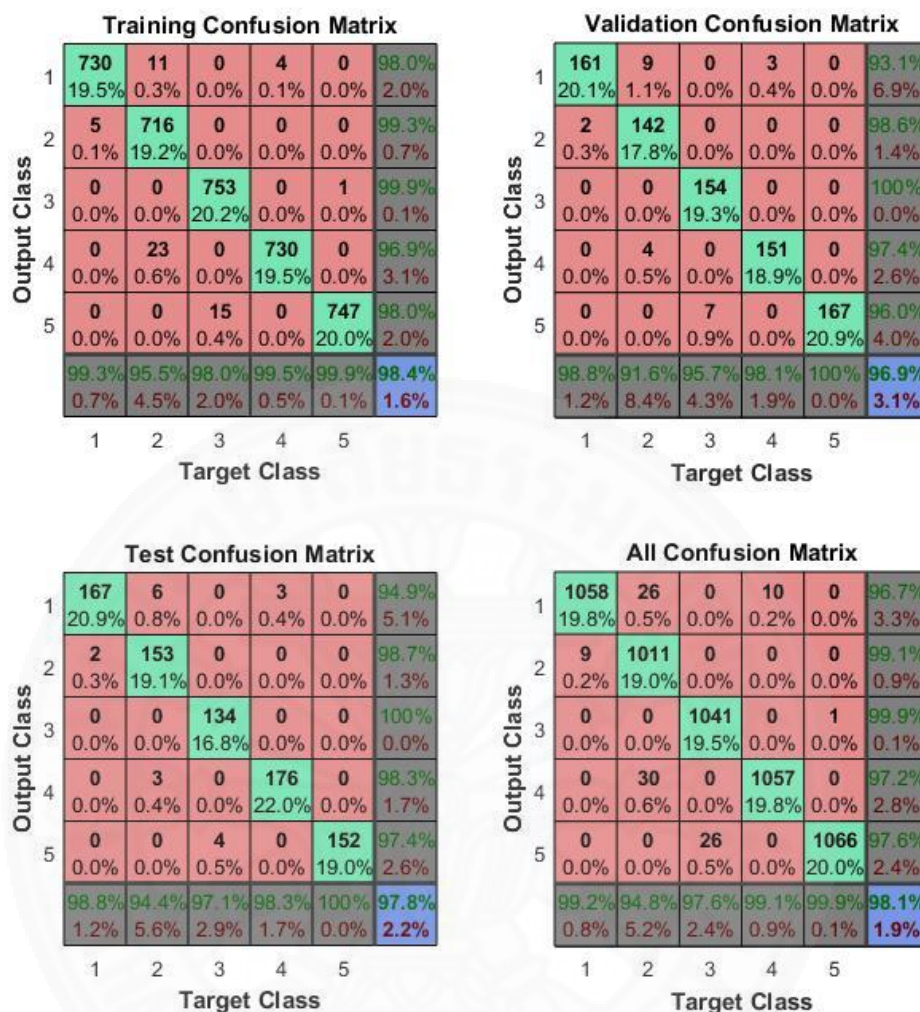 Training Confusion Matrix
Output Class
1 730 11 0 4 0 98.0%
19.5% 0.3% 0.0% 0.1% 0.0% 2.0%
2 5 716 0 0 0 99.3%
0.1% 19.2% 0.0% 0.0% 0.0% 0.7%
3 0 0 753 0 1 99.9%
0.0% 0.0% 20.2% 0.0% 0.0% 0.1%
4 0 23 0 730 0 96.9%
0.0% 0.6% 0.0% 19.5% 0.0% 3.1%
5 0 0 15 0 747 98.0%
0.0% 0.0% 0.4% 0.0% 20.0% 2.0%
99.3% 95.5% 98.0% 99.5% 99.9% 98.4%
0.7% 4.5% 2.0% 0.5% 0.1% 1.6%
1 2 3 4 5
Target Class
Validation Confusion Matrix
Output Class
1 161 9 0 3 0 93.1%
20.1% 1.1% 0.0% 0.4% 0.0% 6.9%
2 2 142 0 0 0 98.6%
0.3% 17.8% 0.0% 0.0% 0.0% 1.4%
3 0 0 154 0 0 100%
0.0% 0.0% 19.3% 0.0% 0.0% 0.0%
4 0 4 0 151 0 97.4%
0.0% 0.5% 0.0% 18.9% 0.0% 2.6%
5 0 0 7 0 167 96.0%
0.0% 0.0% 0.9% 0.0% 20.9% 4.0%
98.8% 91.6% 95.7% 98.1% 100% 96.9%
1.2% 8.4% 4.3% 1.9% 0.0% 3.1%
1 2 3 4 5
Target Class
Test Confusion Matrix
Output Class
1 167 6 0 3 0 94.9%
20.9% 0.8% 0.0% 0.4% 0.0% 5.1%
2 2 153 0 0 0 98.7%
0.3% 19.1% 0.0% 0.0% 0.0% 1.3%
3 0 0 134 0 0 100%
0.0% 0.0% 16.8% 0.0% 0.0% 0.0%
4 0 3 0 176 0 98.3%
0.0% 0.4% 0.0% 22.0% 0.0% 1.7%
5 0 0 4 0 152 97.4%
0.0% 0.0% 0.5% 0.0% 19.0% 2.6%
98.8% 94.4% 97.1% 98.3% 100% 97.8%
1.2% 5.6% 2.9% 1.7% 0.0% 2.2%
1 2 3 4 5
Target Class
All Confusion Matrix
Output Class
1 1058 26 0 10 0 96.7%
19.8% 0.5% 0.0% 0.2% 0.0% 3.3%
2 9 1011 0 0 0 99.1%
0.2% 19.0% 0.0% 0.0% 0.0% 0.9%
3 0 0 1041 0 1 99.9%
0.0% 0.0% 19.5% 0.0% 0.0% 0.1%
4 0 30 0 1057 0 97.2%
0.0% 0.6% 0.0% 19.8% 0.0% 2.8%
5 0 0 26 0 1066 97.6%
0.0% 0.0% 0.5% 0.0% 20.0% 2.4%
99.2% 94.8% 97.6% 99.1% 99.9% 98.1%
0.8% 5.2% 2.4% 0.9% 0.1% 1.9%
1 2 3 4 5
Target Class